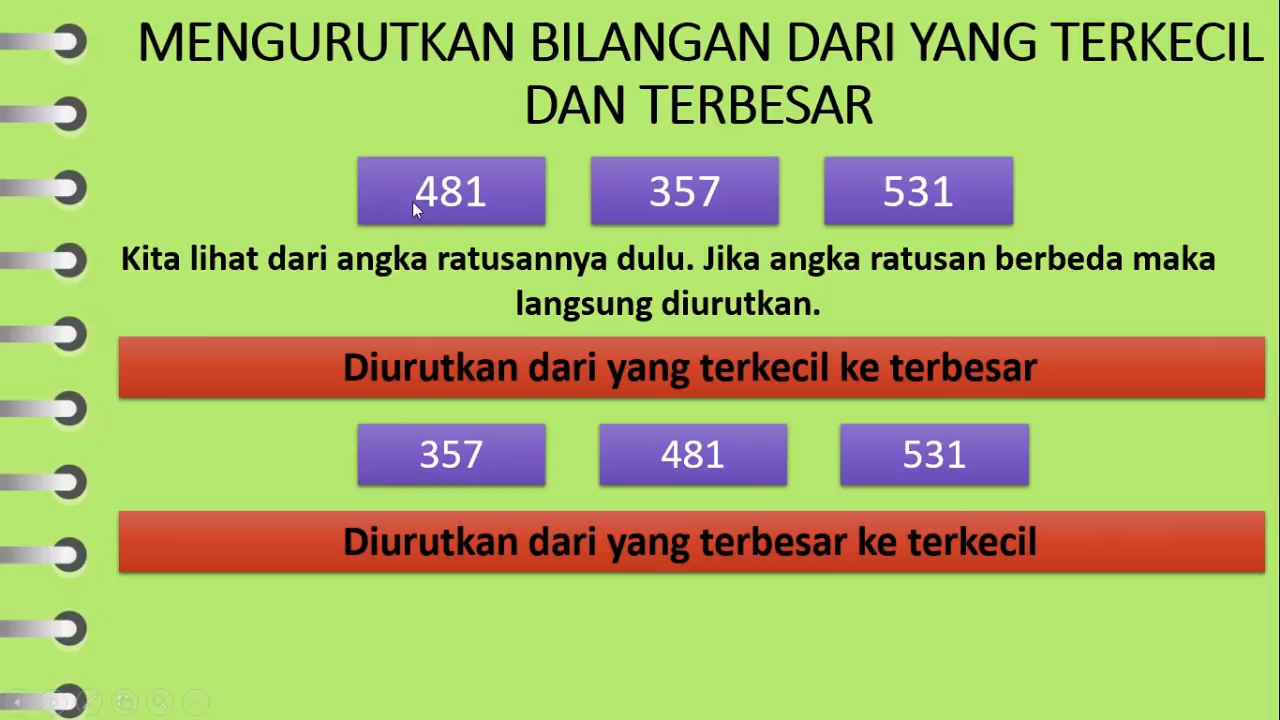 MENGURUTKAN BILANGAN DARI YANG TERKECIL
DAN TERBESAR
481 357 531
Kita lihat dari angka ratusannya dulu. Jika angka ratusan berbeda maka
langsung diurutkan.
Diurutkan dari yang terkecil ke terbesar
357 481 531
Diurutkan dari yang terbesar ke terkecil